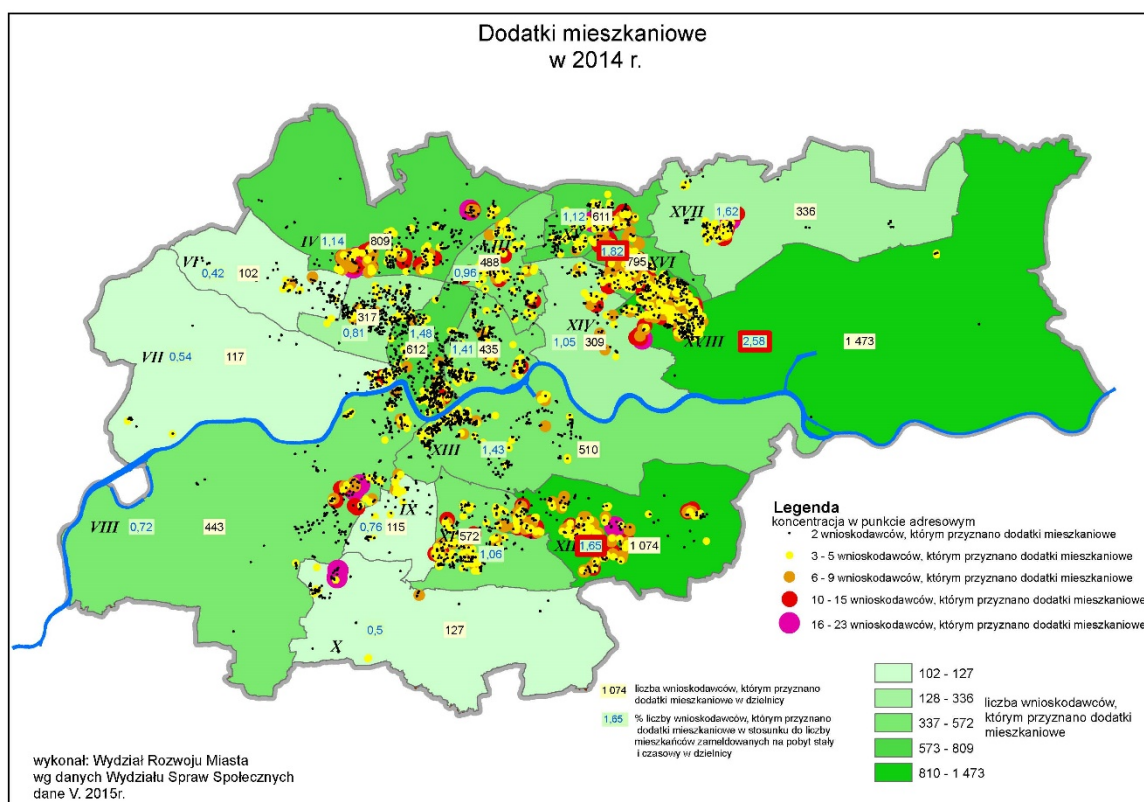 Dodatki mieszkaniowe
w 2014 r.
XVII
1,62
336
1,12
611
IV
1,14
809
III
1,82
795
XVI
488
0,96
VI
0,42
102
317
0,81
1,48
612
1,41
435
XIV
1,05
309
XVIII
2,58
1 473
VII
0,54
117
XIII
1,43
510
VIII
0,72
443
IX
0,76
115
572
1,06
1,65
1 074
X
0,5
127
Legenda
koncentracja w punkcie adresowym
2 wnioskodawców, którym przyznano dodatki mieszkaniowe
3 - 5 wnioskodawców, którym przyznano dodatki mieszkaniowe
6 - 9 wnioskodawców, którym przyznano dodatki mieszkaniowe
10 - 15 wnioskodawców, którym przyznano dodatki mieszkaniowe
16 - 23 wnioskodawców, którym przyznano dodatki mieszkaniowe
1 074 liczba wnioskodawców, którym przyznano
dodatki mieszkaniowe w dzielnicy
1,65 % liczby wnioskodawców, którym przyznano
dodatki mieszkaniowe w stosunku do liczby
mieszkańców zameldowanych na pobyt stały
i czasowy w dzielnicy
102 - 127
128 - 336
337 - 572
573 - 809
810 - 1 473
liczba wnioskodawców,
którym przyznano dodatki
mieszkaniowe
wykonał: Wydział Rozwoju Miasta
wg danych Wydziału Spraw Społecznych
dane V. 2015r.